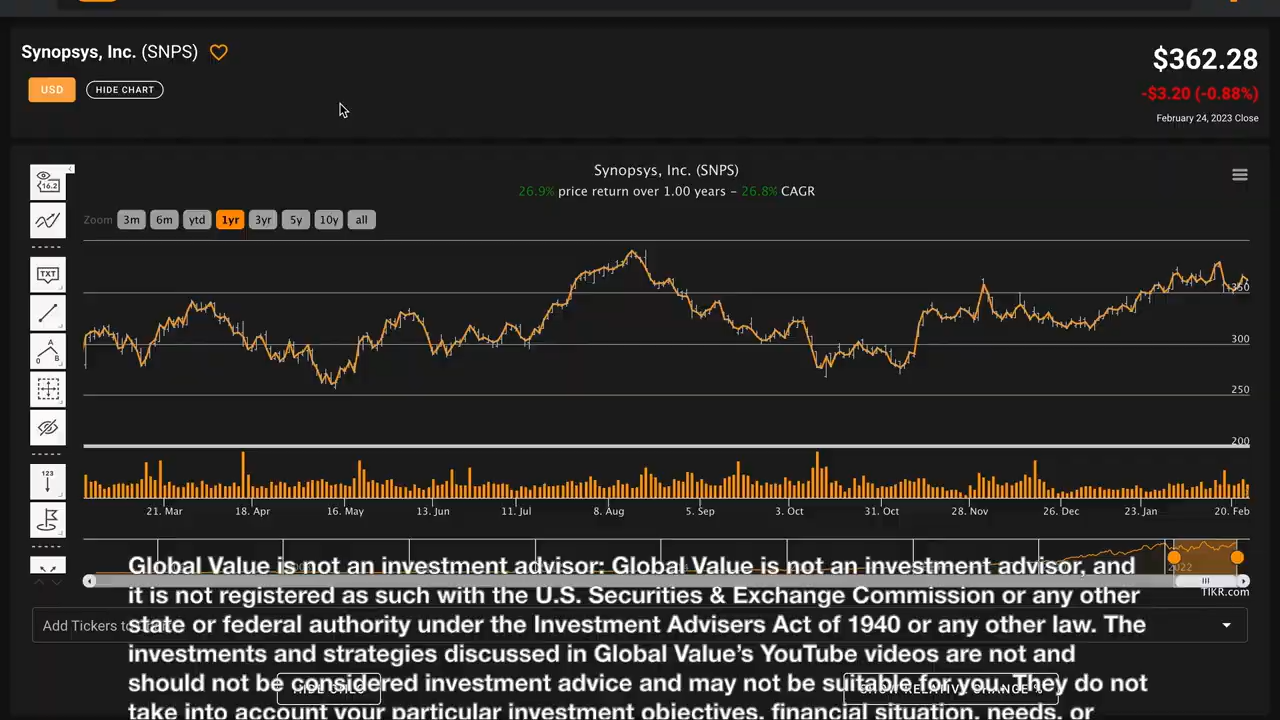 Synopsys, Inc. (SNPS)
$362.28
USD
HIDE CHART
-$3.20 (-0.88%)
February 24, 2023 Close
Synopsys, Inc. (SNPS)
26.9% price return over 1.00 years – 26.8% CAGR
16.2
Zoom
3m
6m
ytd
1yr
3yr
5y
10y
all
TXT
A
0
B
123
350
300
250
200
21. Mar
18. Apr
16. May
13. Jun
11. Jul
8. Aug
5. Sep
3. Oct
31. Oct
28. Nov
26. Dec
23. Jan
20. Feb
2022
TIKR.com
Add Tickers to
Global Value is not an investment advisor: Global Value is not an investment advisor, and
it is not registered as such with the U.S. Securities & Exchange Commission or any other
state or federal authority under the Investment Advisers Act of 1940 or any other law. The
investments and strategies discussed in Global Value's YouTube videos are not and
should not be considered investment advice and may not be suitable for you. They do not
take into account your particular investment objectives, financial situation, needs, or
SHOW RELATIVE CHANGE %